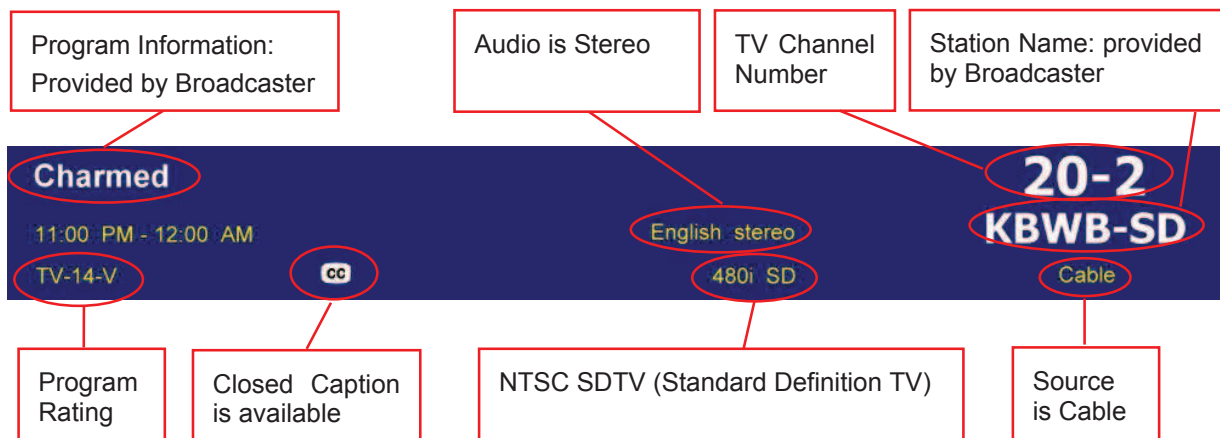 Program Information:
Provided by Broadcaster
Audio is Stereo
TV Channel
Number
Station Name: provided
by Broadcaster
Charmed
20-2
11:00 PM - 12:00 AM
English stereo
KBWB-SD
TV-14-V
CC
480i SD
Cable
Program
Rating
Closed Caption
is available
NTSC SDTV (Standard Definition TV)
Source
is Cable